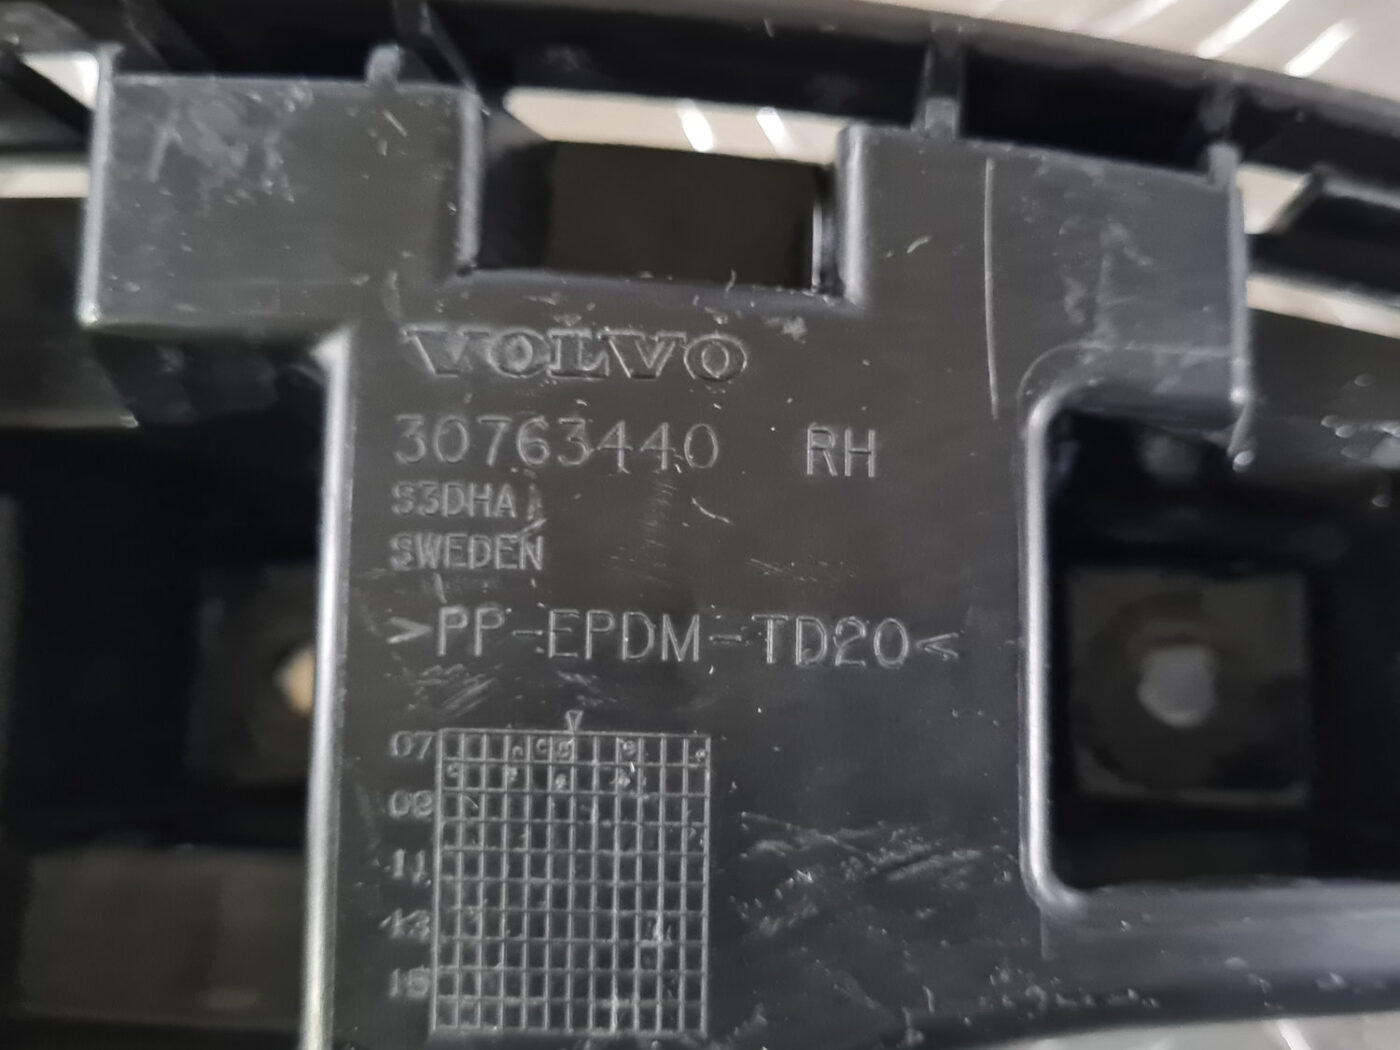 VOLVO
30763440 RH
S3DHA
SWEDEN
>PP-EPDM-TD20<
07
09
11
13
15